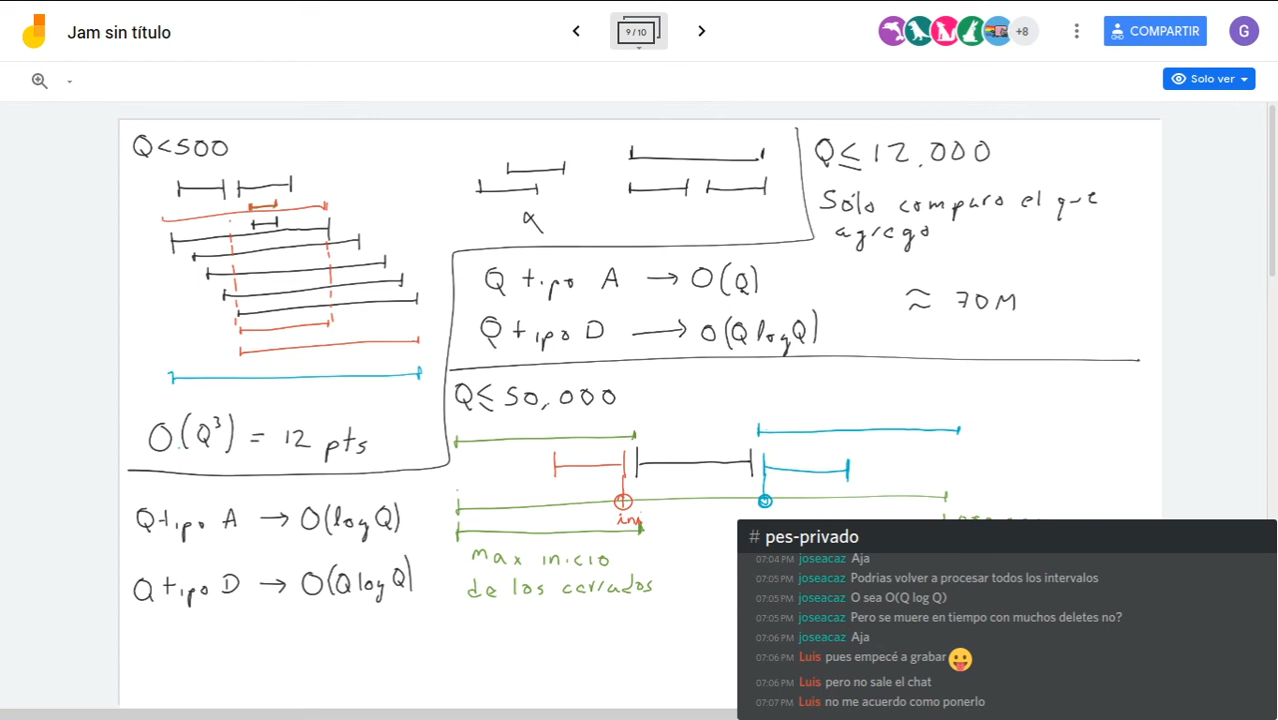 Jam sin título
9 / 10
+8
COMPARTIR
G
Solo ver
Q<500
O(Q³) = 12 pts
Q tipo A → O(log Q)
Q tipo D → O(Q log Q)
α
Q tipo A → O(Q)
Q tipo D → O(Q log Q)
Q ≤ 12,000
Sólo comparo el que
agrego
≈ 70M
Q ≤ 50,000
Max inicio
de los cerrados
# pes-privado
07:04 PM joseacaz Aja
07:05 PM joseacaz Podrias volver a procesar todos los intervalos
07:05 PM joseacaz O sea O(Q log Q)
07:05 PM joseacaz Pero se muere en tiempo con muchos deletes no?
07:06 PM joseacaz Aja
07:06 PM Luis pues empecé a grabar 😛
07:06 PM Luis pero no sale el chat
07:07 PM Luis no me acuerdo como ponerlo